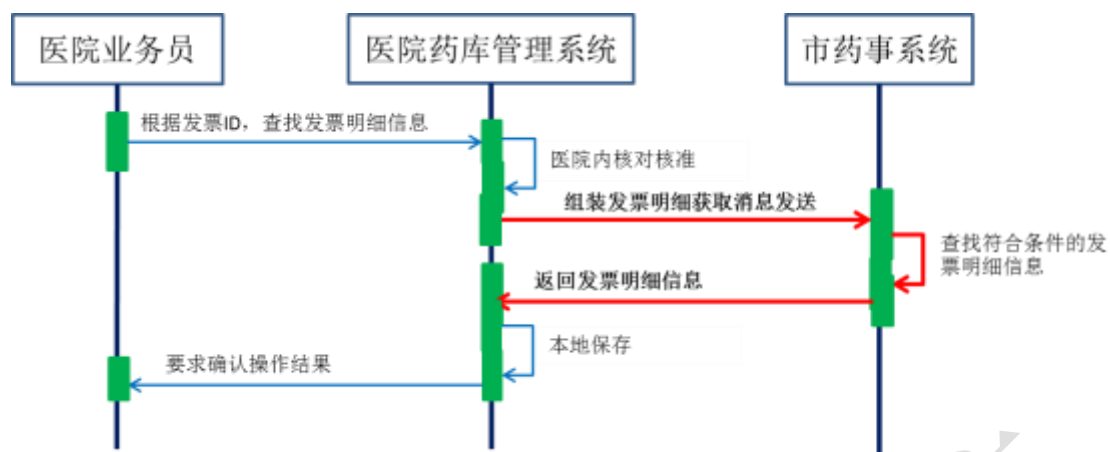 医院业务员
医院药库管理系统
市药事系统
根据发票ID，查找发票明细信息
医院内核对核准
组装发票明细获取消息发送
查找符合条件的发
票明细信息
返回发票明细信息
本地保存
要求确认操作结果